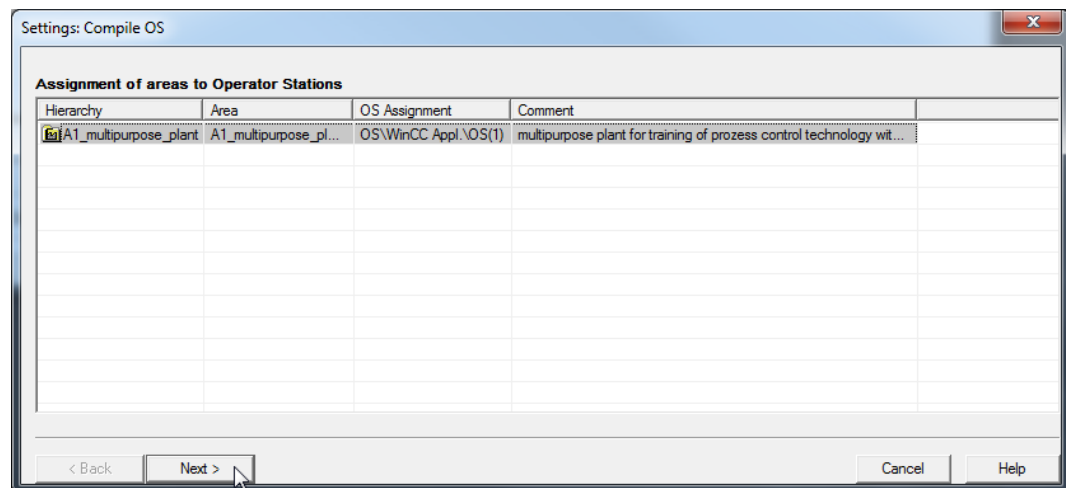 Settings: Compile OS
x
Assignment of areas to Operator Stations
Hierarchy Area OS Assignment Comment
A1_multipurpose_plant A1_multipurpose_pl... OS\WinCC Appl.\OS(1) multipurpose plant for training of prozess control technology wit...
< Back Next > Cancel Help